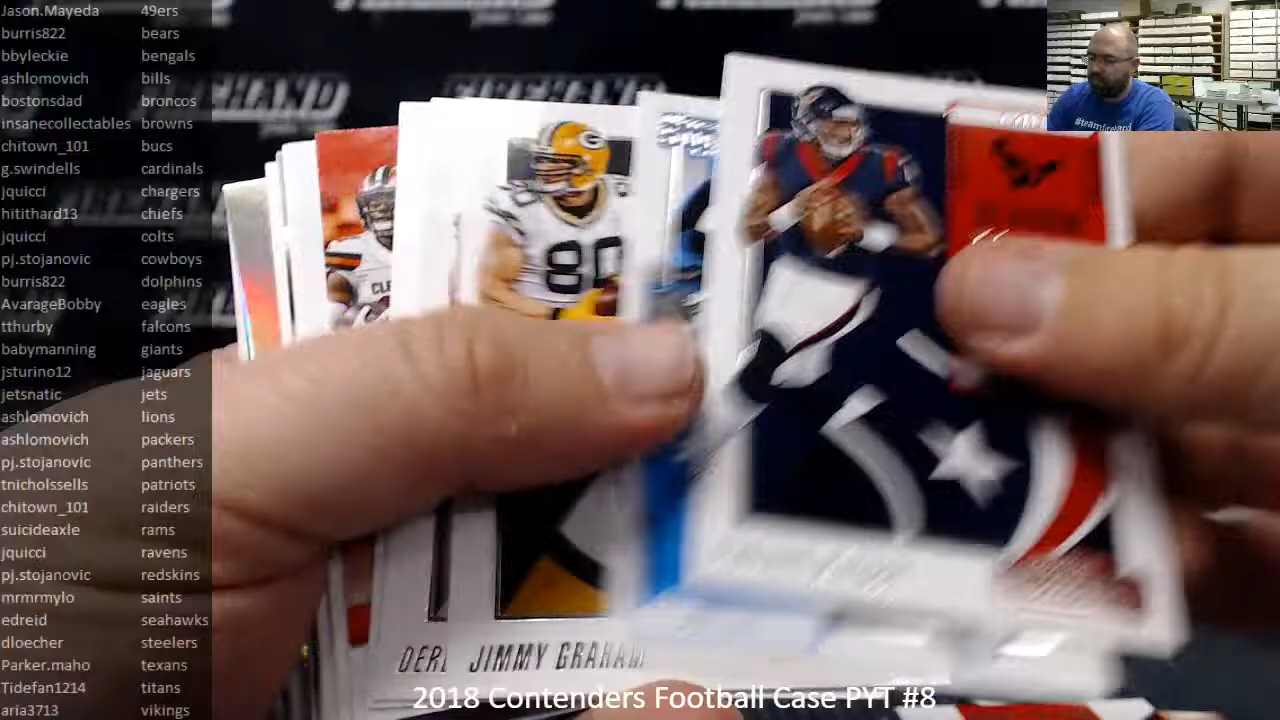 Jason.Mayeda 49ers
burris822 bears
bbyleckie bengals
ashlomovich bills
bostonsdad broncos
insanecollectables browns
chitown_101 bucs
g.swindells cardinals
jquicci chargers
hitithard13 chiefs
jquicci colts
pj.stojanovic cowboys
burris822 dolphins
AvarageBobby eagles
tthurby falcons
babymanning giants
jsturino12 jaguars
jetsnatic jets
ashlomovich lions
ashlomovich packers
pj.stojanovic panthers
tnicholssells patriots
chitown_101 raiders
suicideaxle rams
jquicci ravens
pj.stojanovic redskins
mrmrmylo saints
edreid seahawks
dloecher steelers
Parker.maho texans
Tidefan1214 titans
aria3713 vikings
80
CLE
DER
JIMMY GRAHAM
2018 Contenders Football Case PYT #8